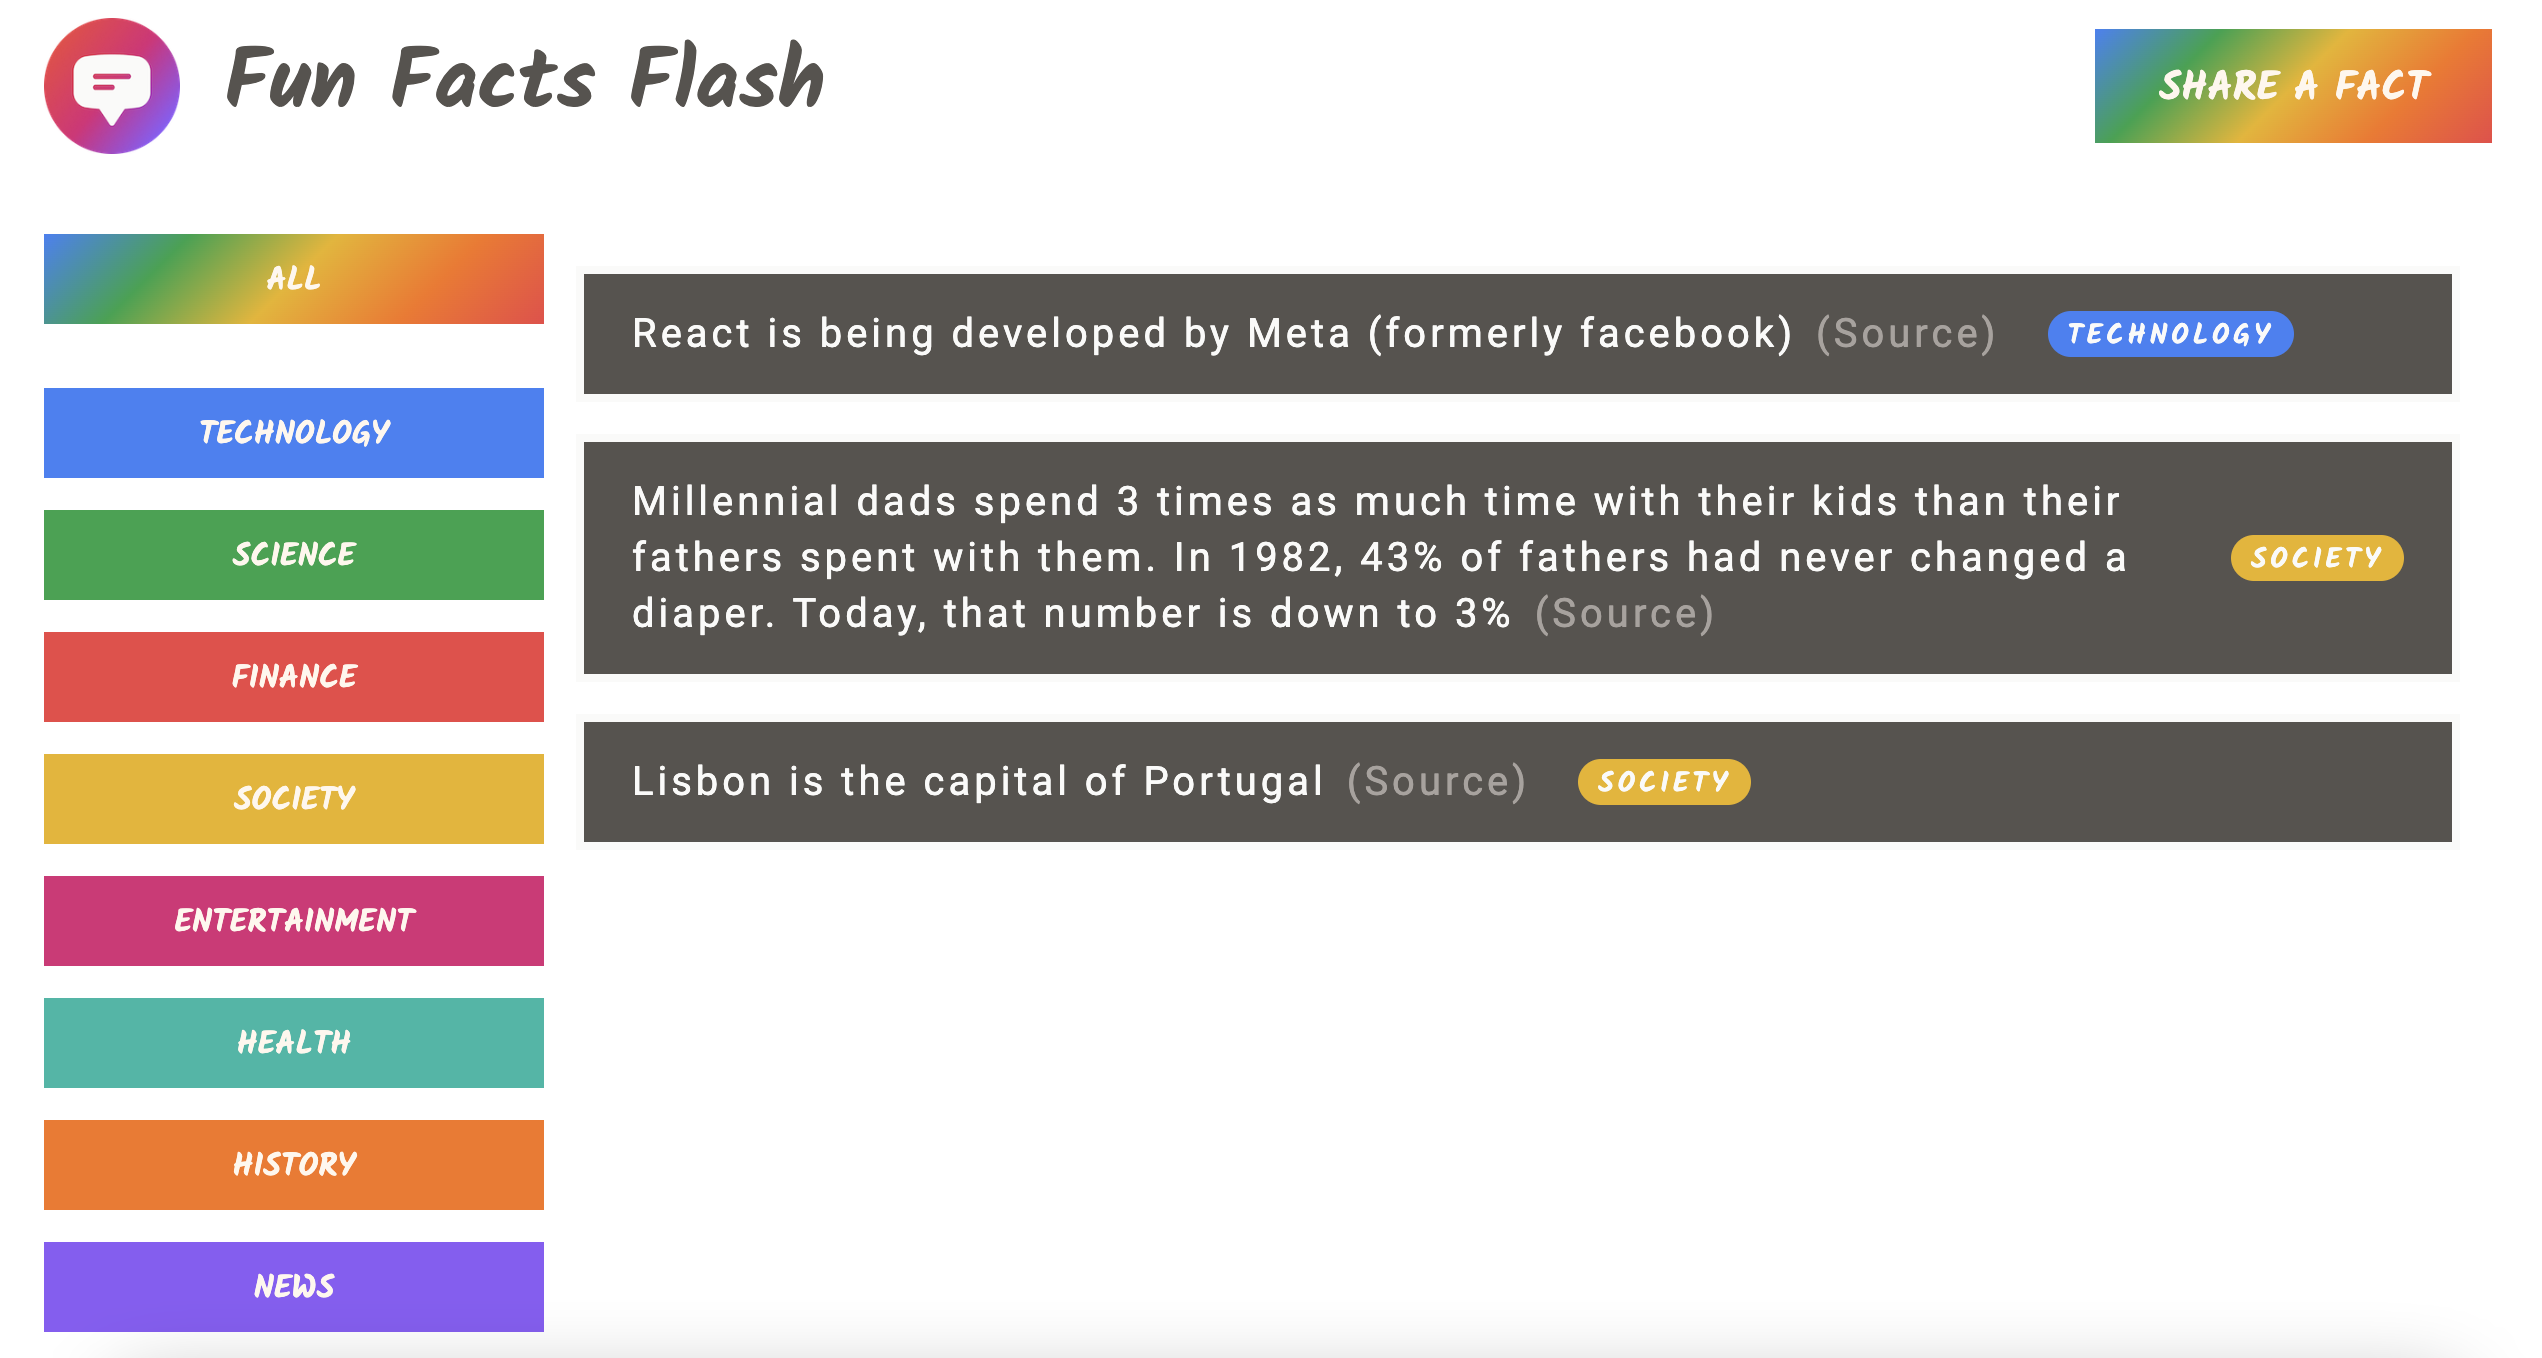 Fun Facts Flash
SHARE A FACT
ALL
TECHNOLOGY
SCIENCE
FINANCE
SOCIETY
ENTERTAINMENT
HEALTH
HISTORY
NEWS
React is being developed by Meta (formerly facebook) (Source) TECHNOLOGY
Millennial dads spend 3 times as much time with their kids than their
fathers spent with them. In 1982, 43% of fathers had never changed a
diaper. Today, that number is down to 3% (Source)
SOCIETY
Lisbon is the capital of Portugal (Source) SOCIETY